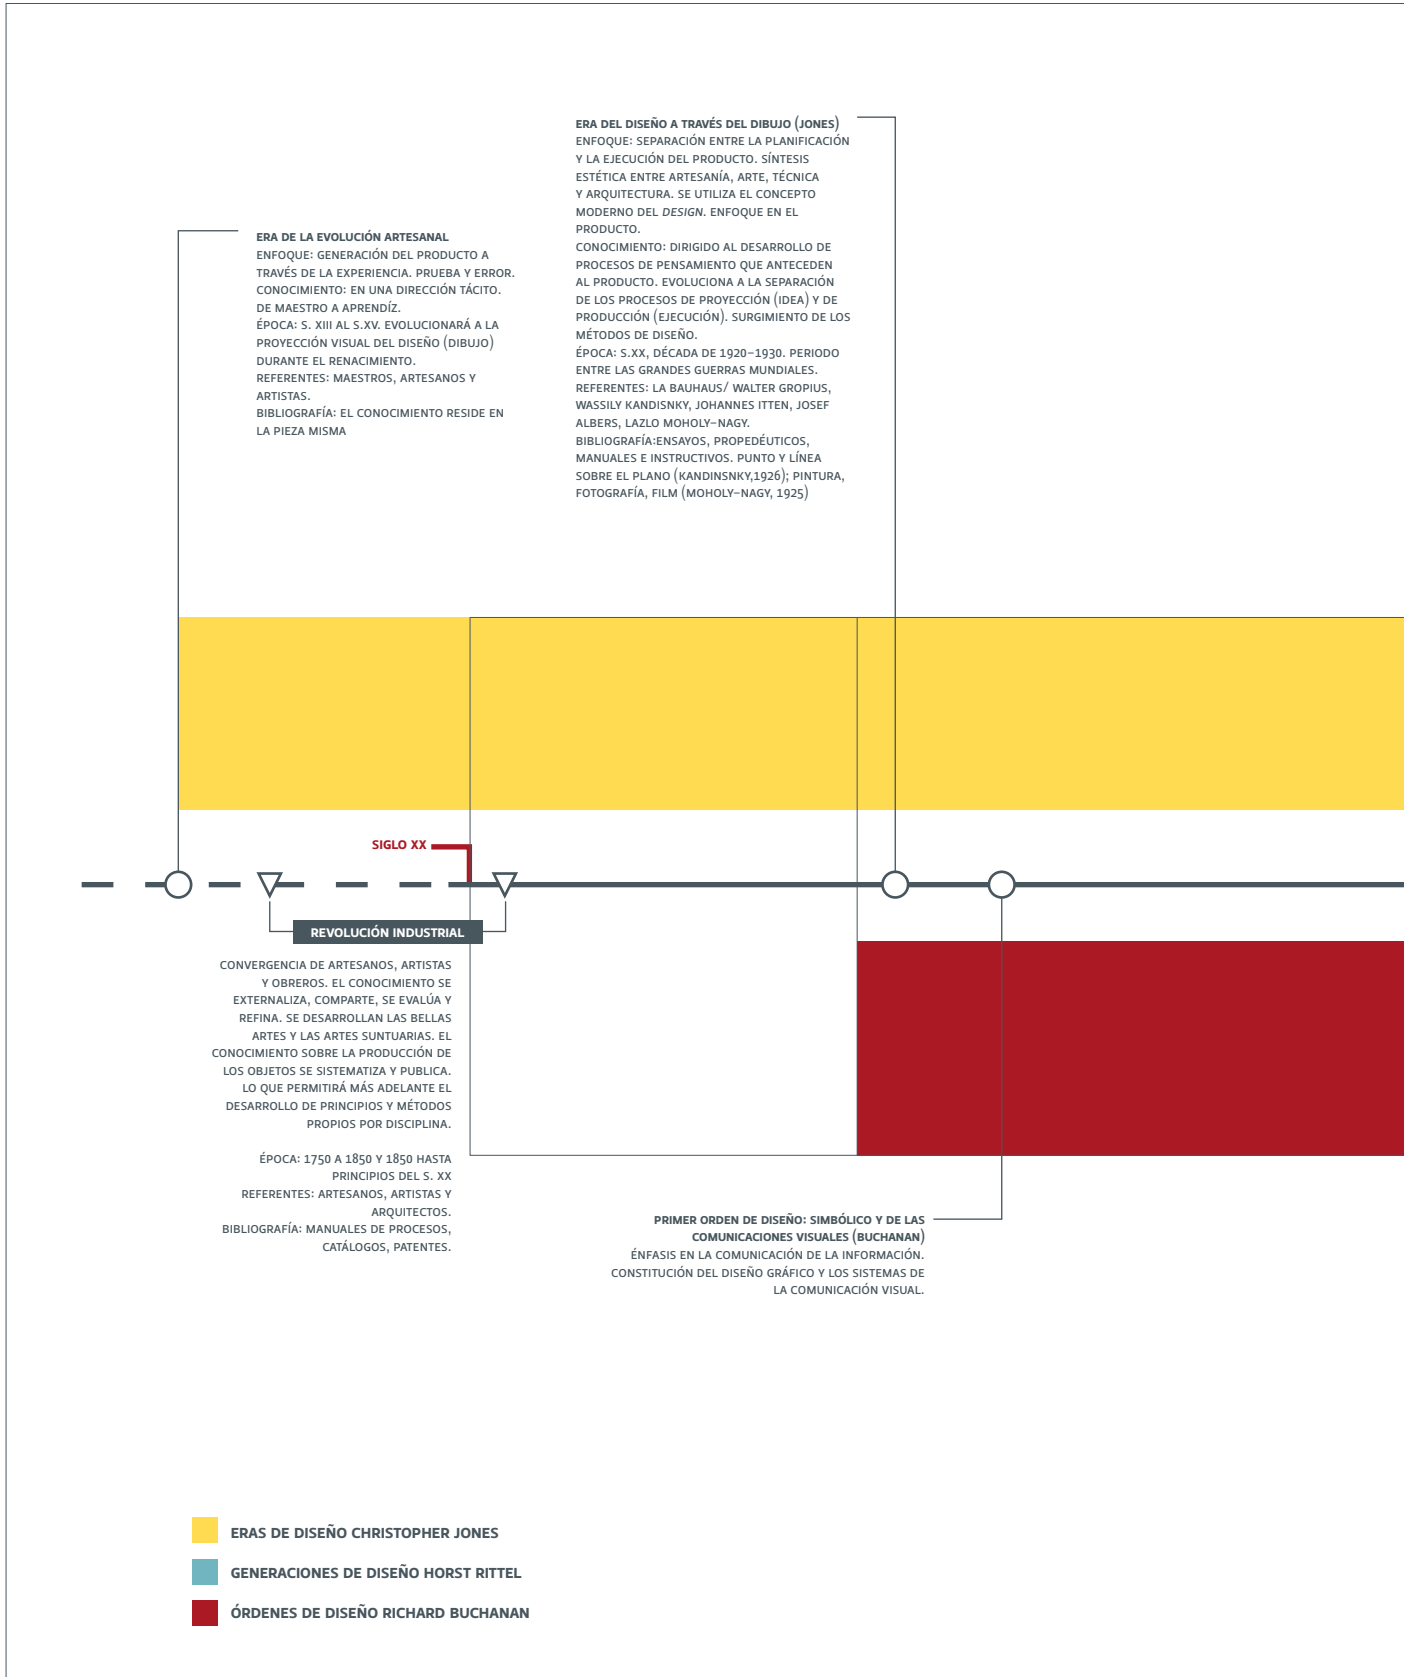 ERA DE LA EVOLUCIÓN ARTESANAL
ENFOQUE: GENERACIÓN DEL PRODUCTO A
TRAVÉS DE LA EXPERIENCIA. PRUEBA Y ERROR.
CONOCIMIENTO: EN UNA DIRECCIÓN TÁCITO.
DE MAESTRO A APRENDÍZ.
ÉPOCA: S. XIII AL S.XV. EVOLUCIONARÁ A LA
PROYECCIÓN VISUAL DEL DISEÑO (DIBUJO)
DURANTE EL RENACIMIENTO.
REFERENTES: MAESTROS, ARTESANOS Y
ARTISTAS.
BIBLIOGRAFÍA: EL CONOCIMIENTO RESIDE EN
LA PIEZA MISMA
ERA DEL DISEÑO A TRAVÉS DEL DIBUJO (JONES)
ENFOQUE: SEPARACIÓN ENTRE LA PLANIFICACIÓN
Y LA EJECUCIÓN DEL PRODUCTO. SÍNTESIS
ESTÉTICA ENTRE ARTESANÍA, ARTE, TÉCNICA
Y ARQUITECTURA. SE UTILIZA EL CONCEPTO
MODERNO DEL DESIGN. ENFOQUE EN EL
PRODUCTO.
CONOCIMIENTO: DIRIGIDO AL DESARROLLO DE
PROCESOS DE PENSAMIENTO QUE ANTECEDEN
AL PRODUCTO. EVOLUCIONA A LA SEPARACIÓN
DE LOS PROCESOS DE PROYECCIÓN (IDEA) Y DE
PRODUCCIÓN (EJECUCIÓN). SURGIMIENTO DE LOS
MÉTODOS DE DISEÑO.
ÉPOCA: S.XX, DÉCADA DE 1920-1930. PERIODO
ENTRE LAS GRANDES GUERRAS MUNDIALES.
REFERENTES: LA BAUHAUS/ WALTER GROPIUS,
WASSILY KANDISNKY, JOHANNES ITTEN, JOSEF
ALBERS, LAZLO MOHOLY-NAGY.
BIBLIOGRAFÍA:ENSAYOS, PROPEDÉUTICOS,
MANUALES E INSTRUCTIVOS. PUNTO Y LÍNEA
SOBRE EL PLANO (KANDINSNKY,1926); PINTURA,
FOTOGRAFÍA, FILM (MOHOLY-NAGY, 1925)
SIGLO XX
REVOLUCIÓN INDUSTRIAL
CONVERGENCIA DE ARTESANOS, ARTISTAS
Y OBREROS. EL CONOCIMIENTO SE
EXTERNALIZA, COMPARTE, SE EVALÚA Y
REFINA. SE DESARROLLAN LAS BELLAS
ARTES Y LAS ARTES SUNTUARIAS. EL
CONOCIMIENTO SOBRE LA PRODUCCIÓN DE
LOS OBJETOS SE SISTEMATIZA Y PUBLICA.
LO QUE PERMITIRÁ MÁS ADELANTE EL
DESARROLLO DE PRINCIPIOS Y MÉTODOS
PROPIOS POR DISCIPLINA.
ÉPOCA: 1750 A 1850 Y 1850 HASTA
PRINCIPIOS DEL S. XX
REFERENTES: ARTESANOS, ARTISTAS Y
ARQUITECTOS.
BIBLIOGRAFÍA: MANUALES DE PROCESOS,
CATÁLOGOS, PATENTES.
PRIMER ORDEN DE DISEÑO: SIMBÓLICO Y DE LAS
COMUNICACIONES VISUALES (BUCHANAN)
ÉNFASIS EN LA COMUNICACIÓN DE LA INFORMACIÓN.
CONSTITUCIÓN DEL DISEÑO GRÁFICO Y LOS SISTEMAS DE
LA COMUNICACIÓN VISUAL.
ERAS DE DISEÑO CHRISTOPHER JONES
GENERACIONES DE DISEÑO HORST RITTEL
ÓRDENES DE DISEÑO RICHARD BUCHANAN